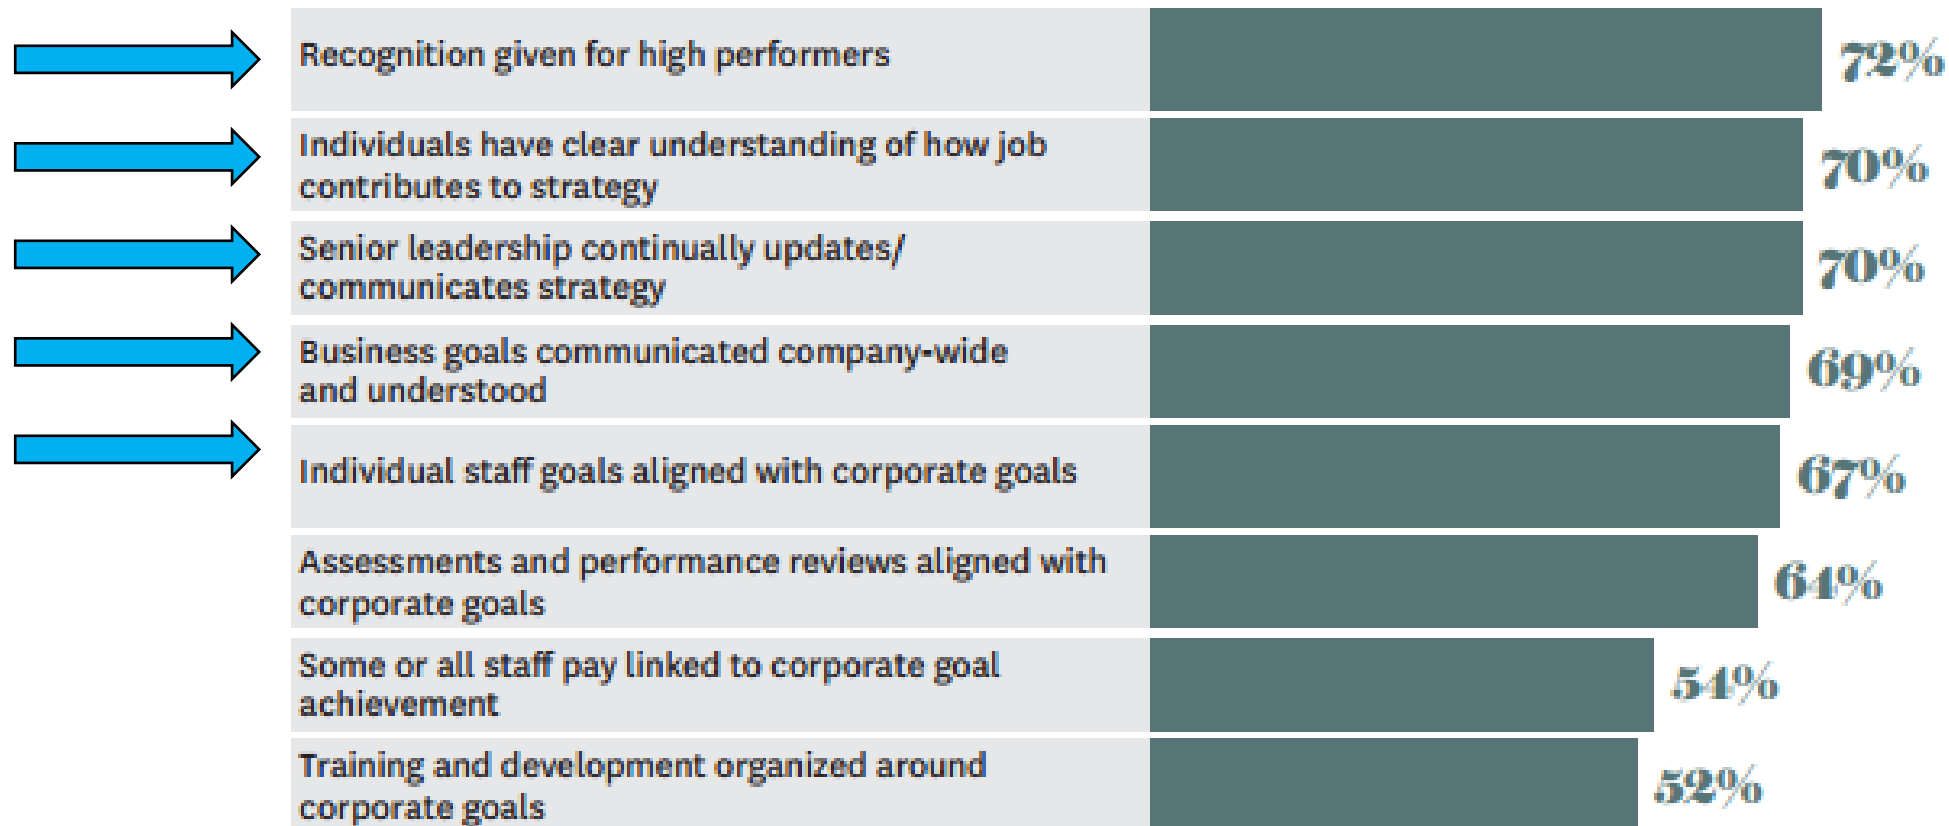 Recognition given for high performers
72%
Individuals have clear understanding of how job
contributes to strategy
70%
Senior leadership continually updates/
communicates strategy
70%
Business goals communicated company-wide
and understood
69%
Individual staff goals aligned with corporate goals
67%
Assessments and performance reviews aligned with
corporate goals
64%
Some or all staff pay linked to corporate goal
achievement
54%
Training and development organized around
corporate goals
52%